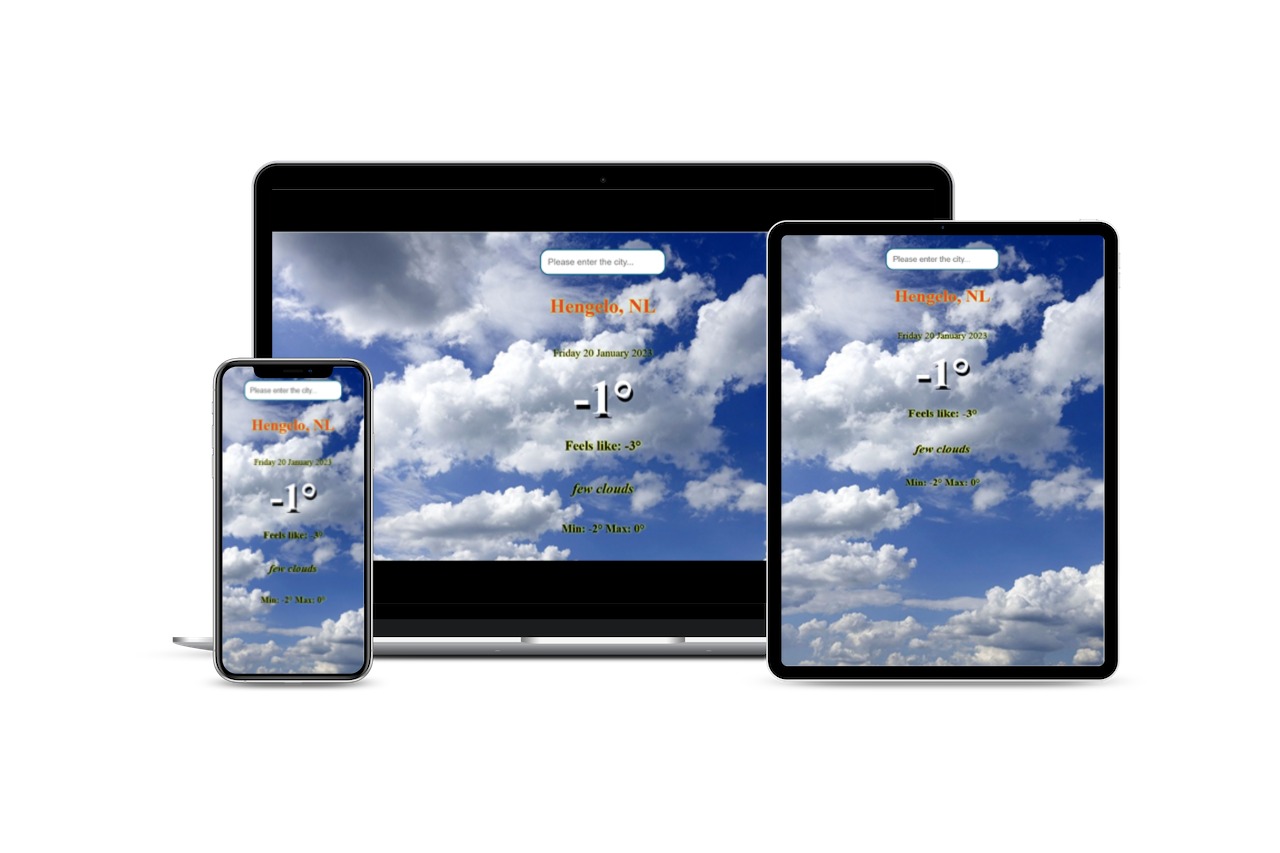 Please enter the city...
Hengelo, NL
Friday 20 January 2023
-1°
Feels like: -3°
few clouds
Min: -2° Max: 0°
Please enter the city...
Hengelo, NL
Friday 20 January 2023
-1°
Feels like: -3°
few clouds
Min: -2° Max: 0°
Please enter the city...
Hengelo, NL
Friday 20 January 2023
-1°
Feels like: -3°
few clouds
Min: -2° Max: 0°